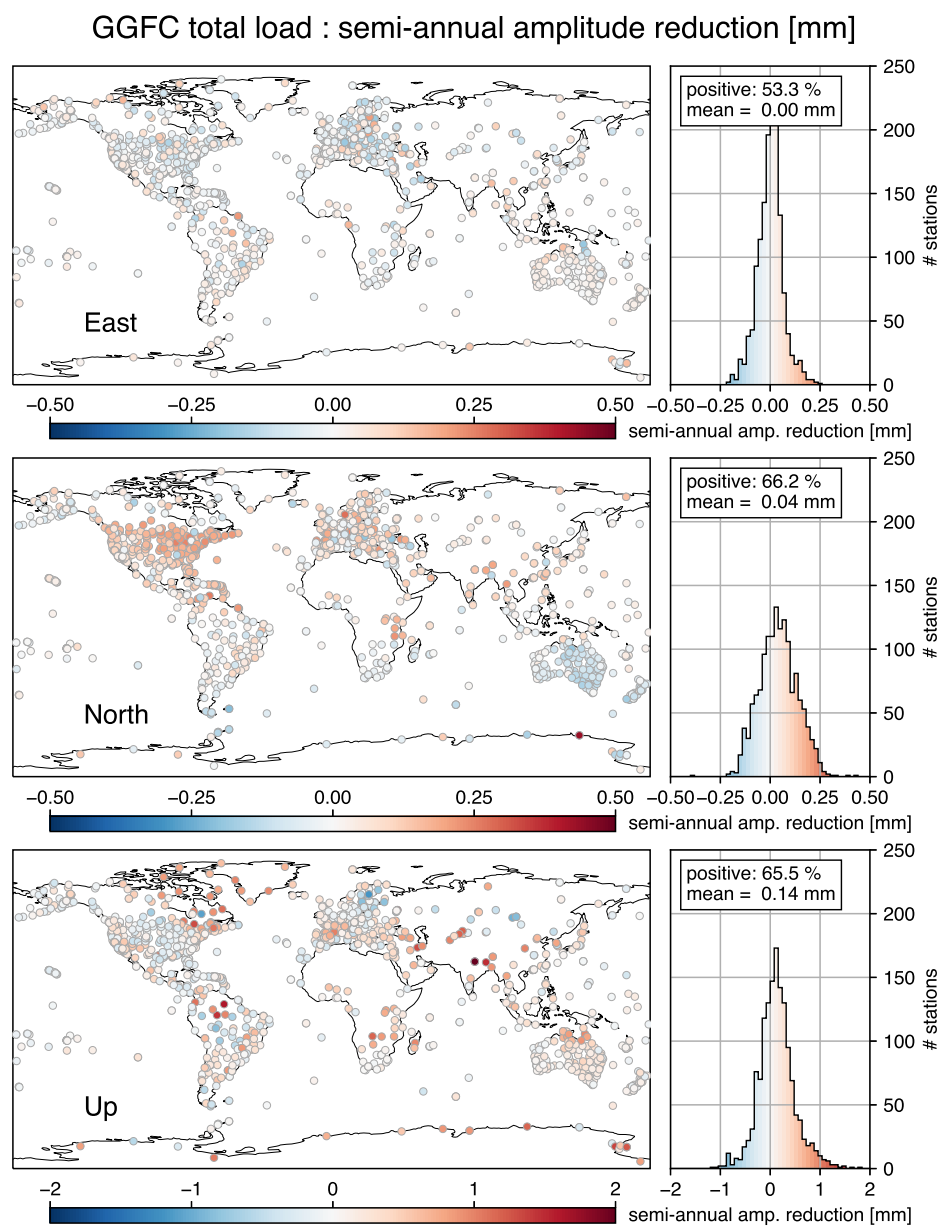 GGFC total load : semi-annual amplitude reduction [mm]
East
−0.50 −0.25 0.00 0.25 0.50
semi-annual amp. reduction [mm]
positive: 53.3 %
mean = 0.00 mm
250
200
150
100
50
0
# stations
−0.50 −0.25 0.00 0.25 0.50
North
−0.50 −0.25 0.00 0.25 0.50
semi-annual amp. reduction [mm]
positive: 66.2 %
mean = 0.04 mm
250
200
150
100
50
0
# stations
−0.50 −0.25 0.00 0.25 0.50
Up
−2 −1 0 1 2
semi-annual amp. reduction [mm]
positive: 65.5 %
mean = 0.14 mm
250
200
150
100
50
0
# stations
−2 −1 0 1 2